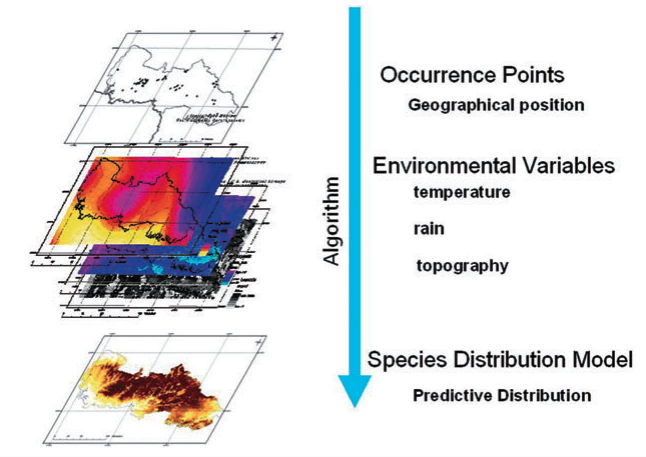 Occurrence Points
Geographical position
Environmental Variables
temperature
rain
topography
Algorithm
Species Distribution Model
Predictive Distribution